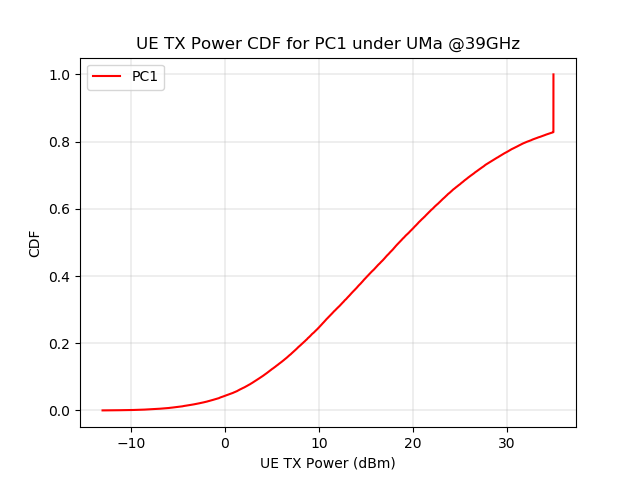 UE TX Power CDF for PC1 under UMa @39GHz
PC1
1.0
0.8
0.6
0.4
0.2
0.0
CDF
−10
0
10
20
30
UE TX Power (dBm)